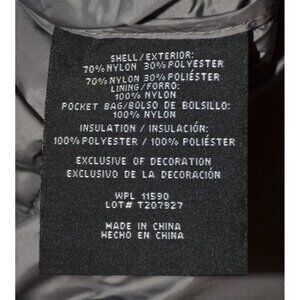 SHELL/EXTERIOR:
70% NYLON 30% POLYESTER
70% NYLON 30% POLIÉSTER
LINING/FORRO:
100% NYLON
POCKET BAG/BOLSO DE BOLSILLO:
100% NYLON
INSULATION / INSULATIÓN:
100% POLYESTER / 100% POLIÉSTER
EXCLUSIVE OF DECORATION
EXCLUSIVO DE LA DECORACIÓN
WPL 11590
LOT# T207927
MADE IN CHINA
HECHO EN CHINA